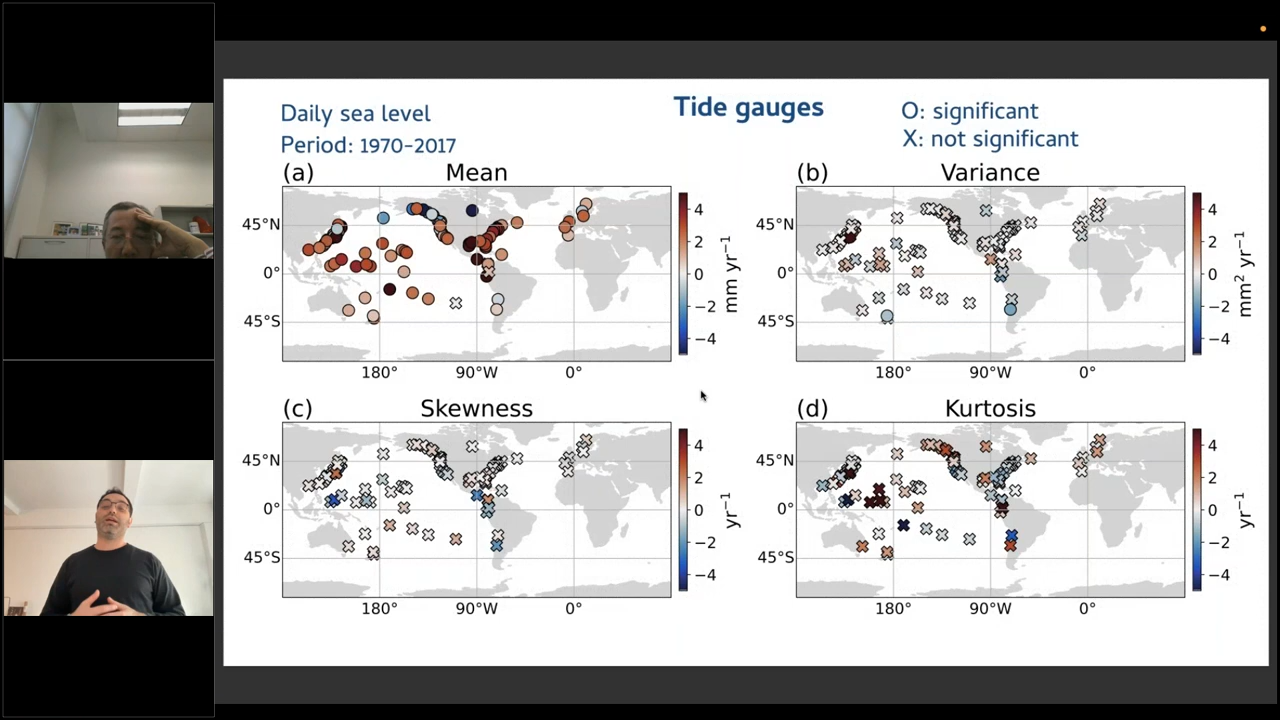 Tide gauges
Daily sea level
Period: 1970-2017
O: significant
X: not significant
(a) Mean
45°N
0°
45°S
180° 90°W 0°
4
2
0
−2
−4
mm yr⁻¹
(b) Variance
45°N
0°
45°S
180° 90°W 0°
4
2
0
−2
−4
mm² yr⁻¹
(c) Skewness
45°N
0°
45°S
180° 90°W 0°
4
2
0
−2
−4
yr⁻¹
(d) Kurtosis
45°N
0°
45°S
180° 90°W 0°
4
2
0
−2
−4
yr⁻¹